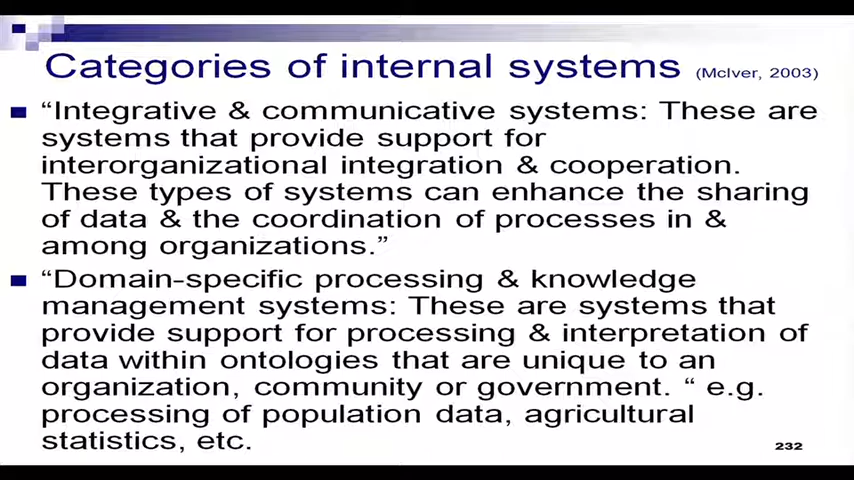 Categories of internal systems (McIver, 2003)
“Integrative & communicative systems: These are
systems that provide support for
interorganizational integration & cooperation.
These types of systems can enhance the sharing
of data & the coordination of processes in &
among organizations.”
“Domain-specific processing & knowledge
management systems: These are systems that
provide support for processing & interpretation of
data within ontologies that are unique to an
organization, community or government. “ e.g.
processing of population data, agricultural
statistics, etc.
232